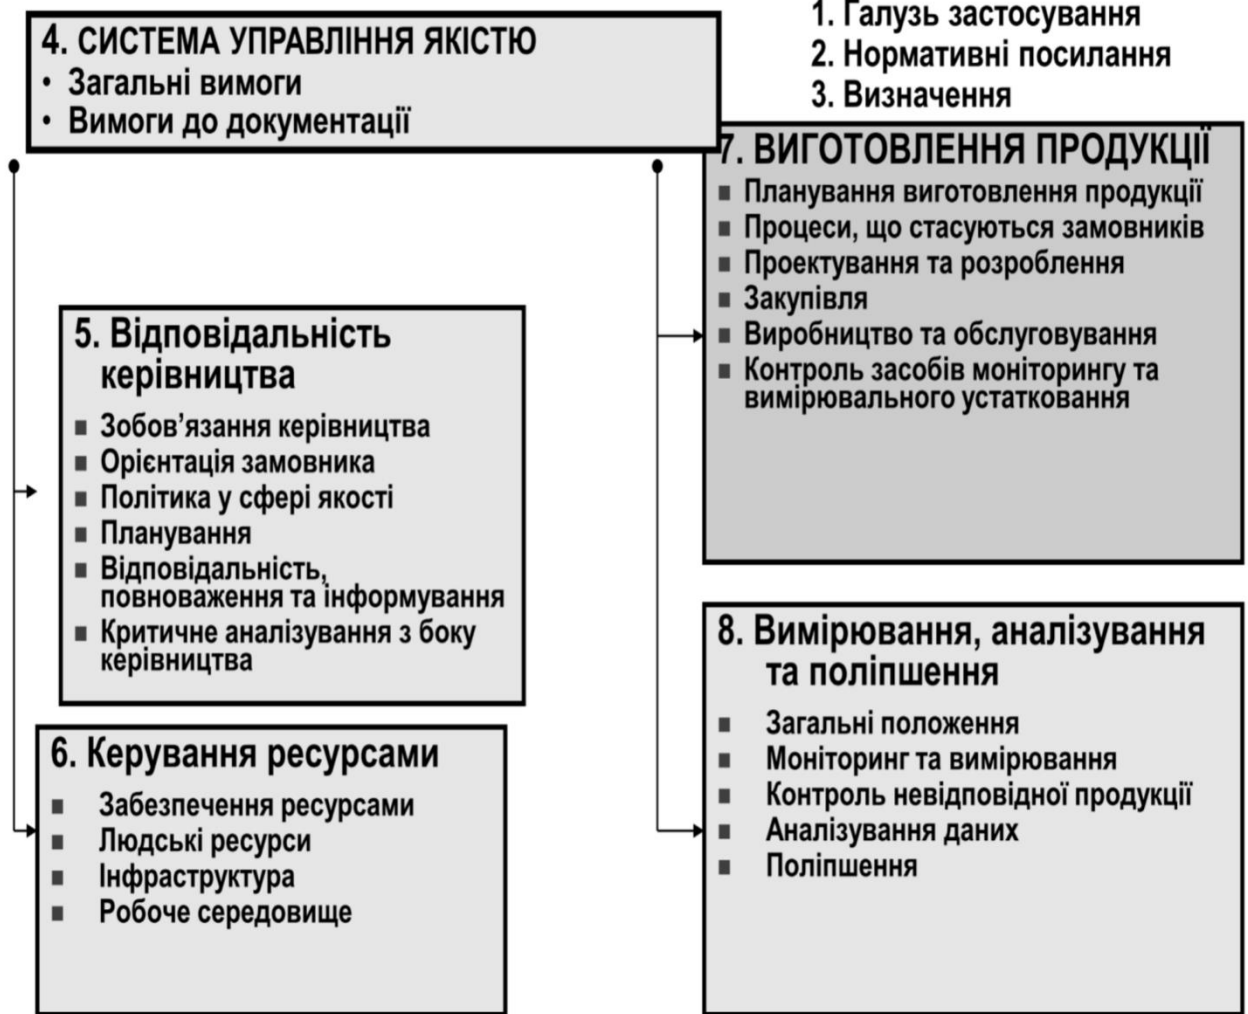 1. Галузь застосування
2. Нормативні посилання
3. Визначення
4. СИСТЕМА УПРАВЛІННЯ ЯКІСТЮ
• Загальні вимоги
• Вимоги до документації
5. Відповідальність
керівництва
■ Зобов’язання керівництва
■ Орієнтація замовника
■ Політика у сфері якості
■ Планування
■ Відповідальність,
повноваження та інформування
■ Критичне аналізування з боку
керівництва
6. Керування ресурсами
■ Забезпечення ресурсами
■ Людські ресурси
■ Інфраструктура
■ Робоче середовище
7. ВИГОТОВЛЕННЯ ПРОДУКЦІЇ
■ Планування виготовлення продукції
■ Процеси, що стасуються замовників
■ Проектування та розроблення
■ Закупівля
■ Виробництво та обслуговування
■ Контроль засобів моніторингу та
вимірювального устатковання
8. Вимірювання, аналізування
та поліпшення
■ Загальні положення
■ Моніторинг та вимірювання
■ Контроль невідповідної продукції
■ Аналізування даних
■ Поліпшення